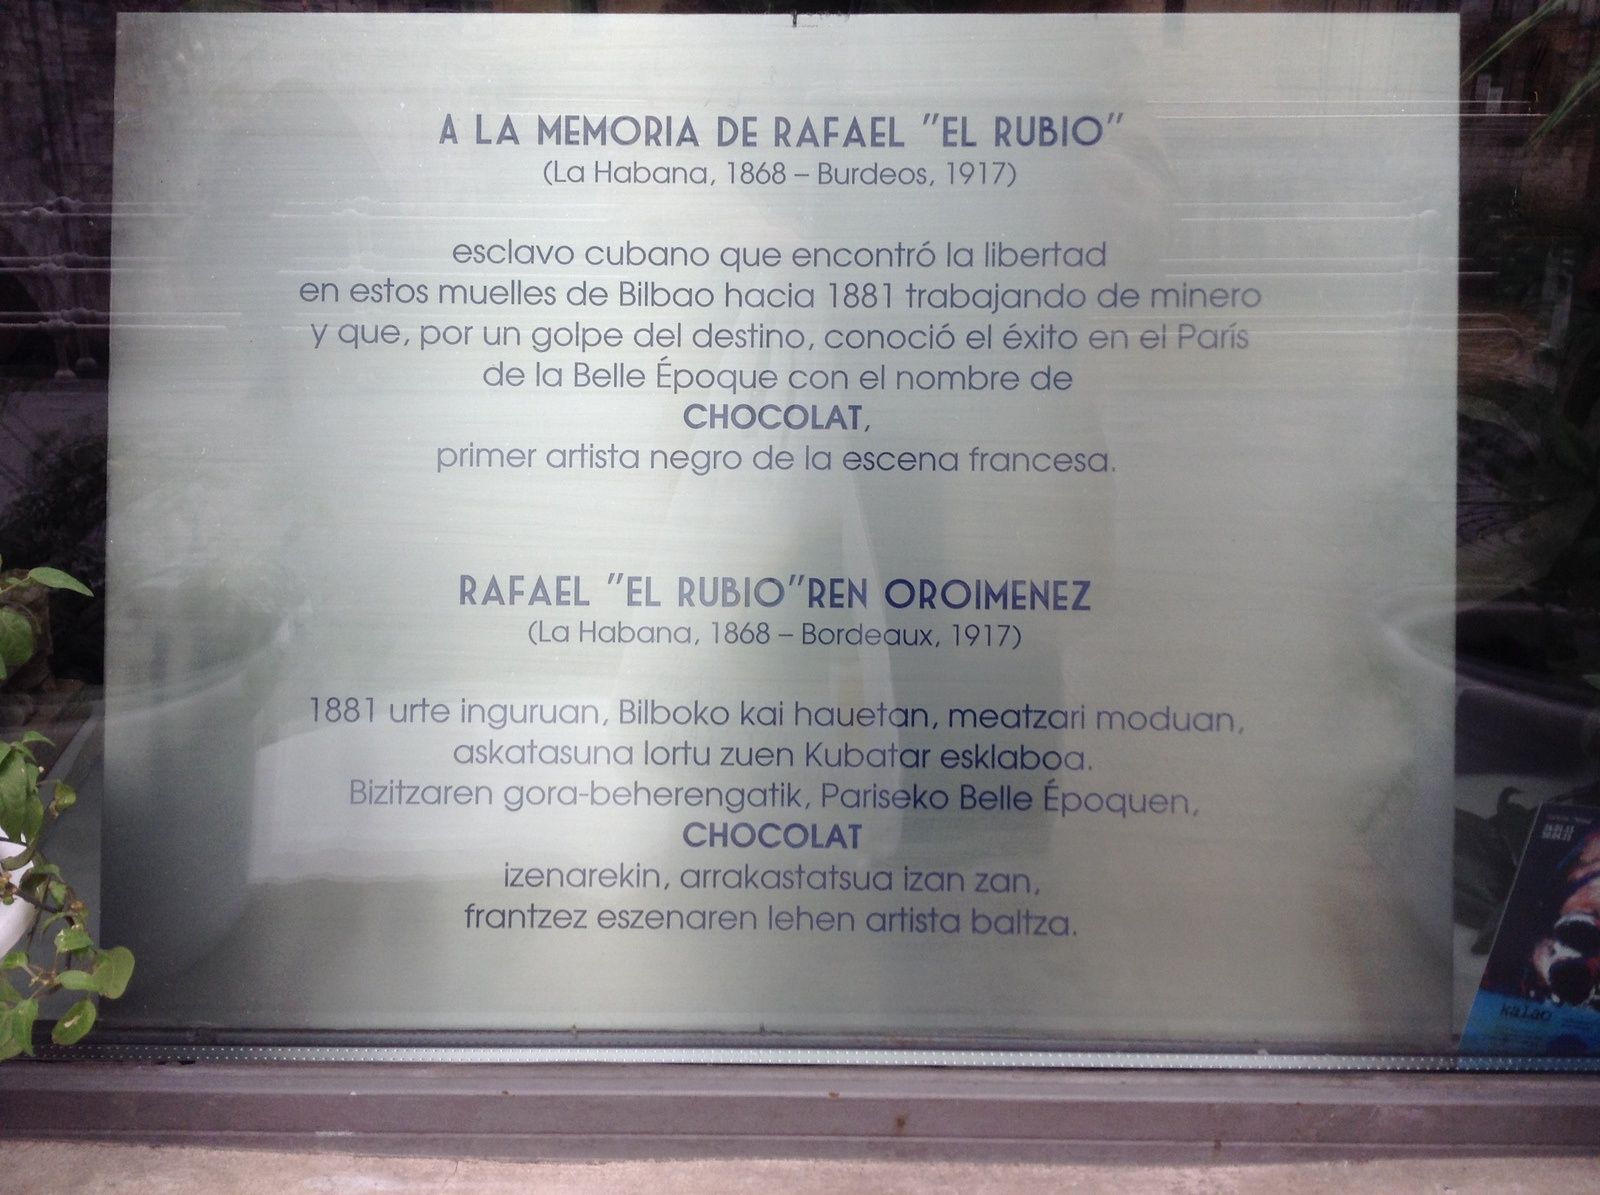 A LA MEMORIA DE RAFAEL "EL RUBIO"
(La Habana, 1868 – Burdeos, 1917)
esclavo cubano que encontró la libertad
en estos muelles de Bilbao hacia 1881 trabajando de minero
y que, por un golpe del destino, conoció el éxito en el París
de la Belle Époque con el nombre de
CHOCOLAT,
primer artista negro de la escena francesa.
RAFAEL "EL RUBIO"REN OROIMENEZ
(La Habana, 1868 – Bordeaux, 1917)
1881 urte inguruan, Bilboko kai hauetan, meatzari moduan,
askatasuna lortu zuen Kubatar esklaboa.
Bizitzaren gora-beherengatik, Pariseko Belle Époquen,
CHOCOLAT
izenarekin, arrakastatsua izan zan,
frantzez eszenaren lehen artista baltza.
kalao